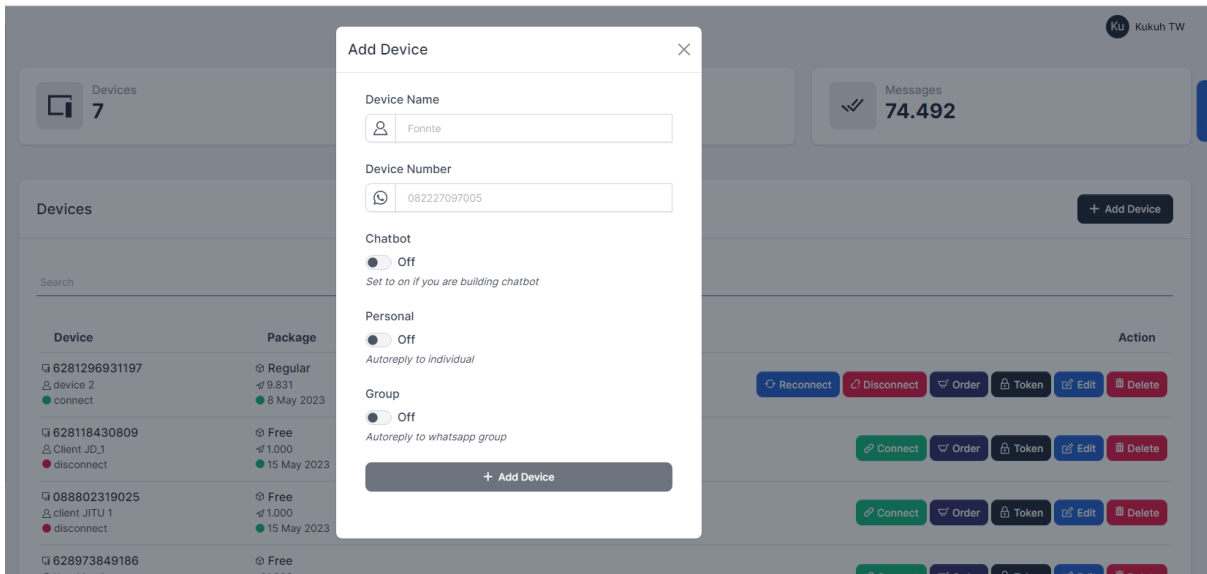 Ku Kukuh TW
Devices
7
Messages
74.492
Devices
+ Add Device
Search
Device Package Action
6281296931197 Regular
device 2 9.831
connect 8 May 2023
Reconnect Disconnect Order Token Edit Delete
628118430809 Free
Client JD_1 1.000
disconnect 15 May 2023
Connect Order Token Edit Delete
088802319025 Free
client JITU 1 1.000
disconnect 15 May 2023
Connect Order Token Edit Delete
628973849186 Free
Add Device
Device Name
Fonnte
Device Number
082227097005
Chatbot
Off
Set to on if you are building chatbot
Personal
Off
Autoreply to individual
Group
Off
Autoreply to whatsapp group
+ Add Device